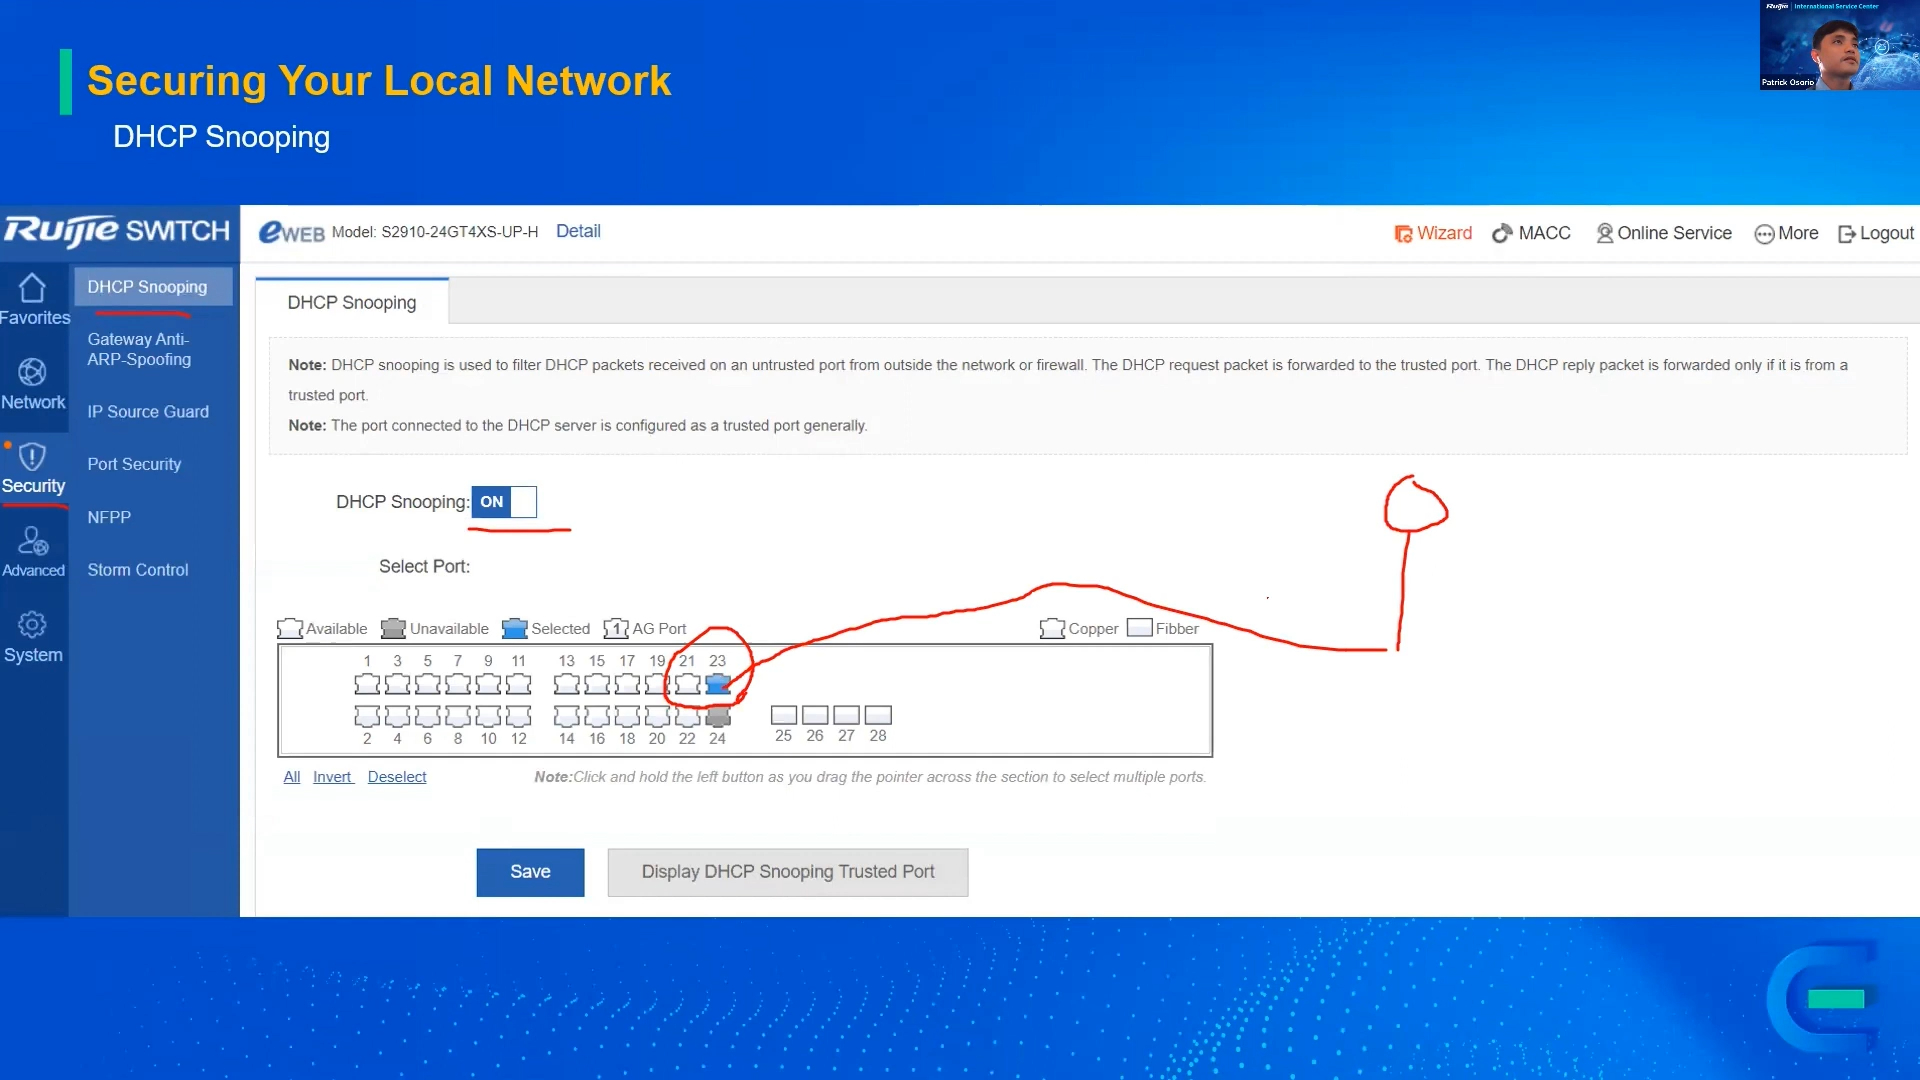 Ruijie | International Service Center
Patrick Osorio
Securing Your Local Network
DHCP Snooping
Ruijie SWITCH
eWEB Model: S2910-24GT4XS-UP-H Detail
Wizard MACC Online Service More Logout
Favorites
Network
Security
Advanced
System
DHCP Snooping
Gateway Anti-
ARP-Spoofing
IP Source Guard
Port Security
NFPP
Storm Control
DHCP Snooping
Note: DHCP snooping is used to filter DHCP packets received on an untrusted port from outside the network or firewall. The DHCP request packet is forwarded to the trusted port. The DHCP reply packet is forwarded only if it is from a
trusted port.
Note: The port connected to the DHCP server is configured as a trusted port generally.
DHCP Snooping: ON
Select Port:
Available Unavailable Selected 1 AG Port Copper Fibber
1 3 5 7 9 11 13 15 17 19 21 23
2 4 6 8 10 12 14 16 18 20 22 24 25 26 27 28
All Invert Deselect Note:Click and hold the left button as you drag the pointer across the section to select multiple ports.
Save Display DHCP Snooping Trusted Port